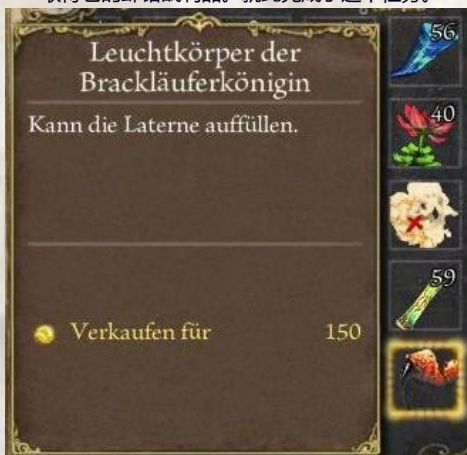 Leuchtkörper der
Brackläuferkönigin
Kann die Laterne auffüllen.
Verkaufen für 150
56
40
59